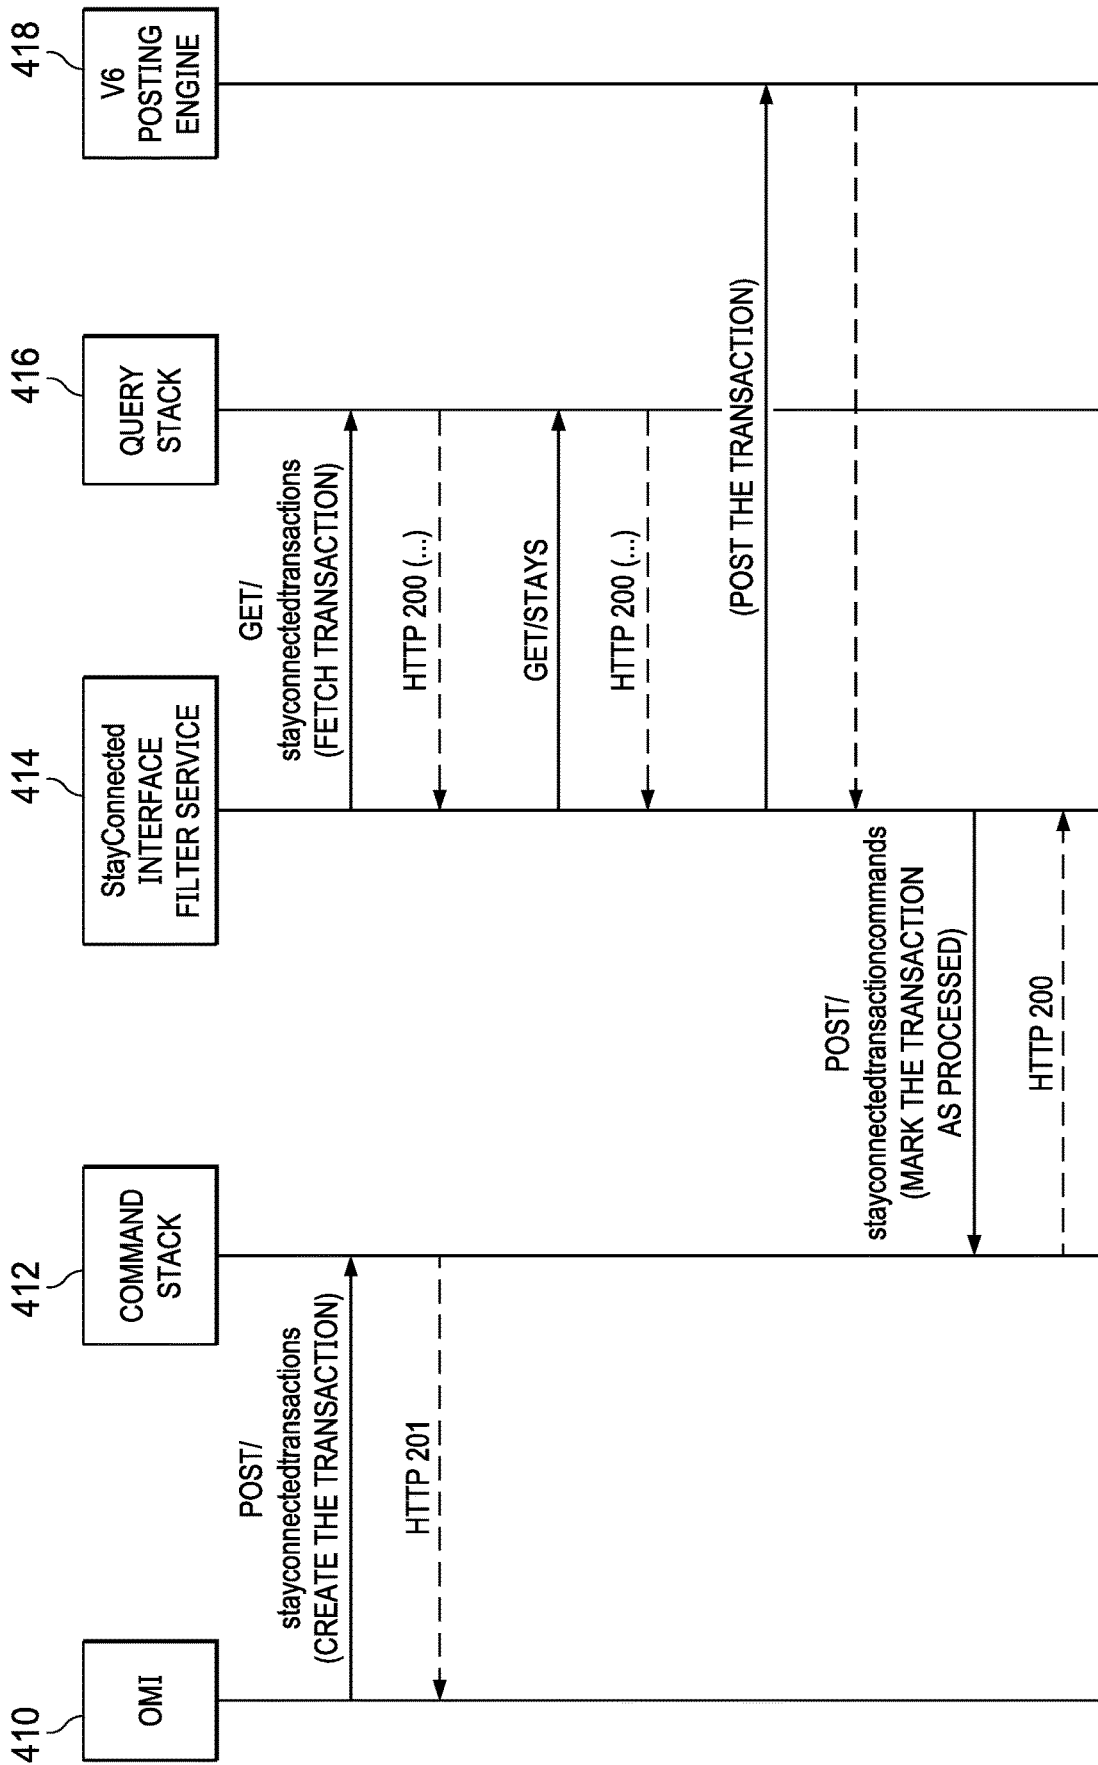 410
OMI
412
COMMAND
STACK
414
StayConnected
INTERFACE
FILTER SERVICE
416
QUERY
STACK
418
V6
POSTING
ENGINE
POST/
stayconnectedtransactions
(CREATE THE TRANSACTION)
HTTP 201
GET/
stayconnectedtransactions
(FETCH TRANSACTION)
HTTP 200 (...)
GET/STAYS
HTTP 200 (...)
(POST THE TRANSACTION)
POST/
stayconnectedtransactioncommands
(MARK THE TRANSACTION
AS PROCESSED)
HTTP 200